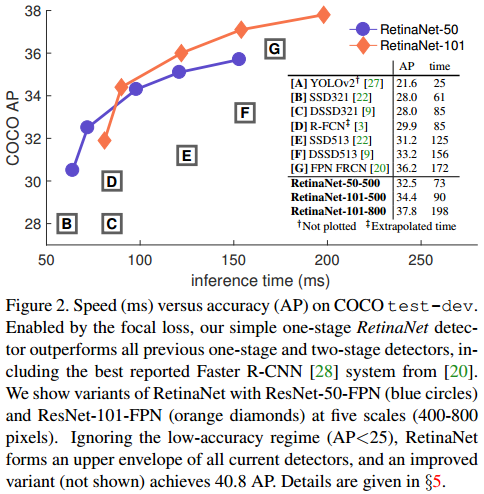 38
36
34
32
30
28
COCO AP
50
100
150
200
250
inference time (ms)
B
C
D
E
F
G
RetinaNet-50
RetinaNet-101
AP time
[A] YOLOv2† [27] 21.6 25
[B] SSD321 [22] 28.0 61
[C] DSSD321 [9] 28.0 85
[D] R-FCN‡ [3] 29.9 85
[E] SSD513 [22] 31.2 125
[F] DSSD513 [9] 33.2 156
[G] FPN FRCN [20] 36.2 172
RetinaNet-50-500 32.5 73
RetinaNet-101-500 34.4 90
RetinaNet-101-800 37.8 198
†Not plotted ‡Extrapolated time
Figure 2. Speed (ms) versus accuracy (AP) on COCO test-dev.
Enabled by the focal loss, our simple one-stage RetinaNet detec-
tor outperforms all previous one-stage and two-stage detectors, in-
cluding the best reported Faster R-CNN [28] system from [20].
We show variants of RetinaNet with ResNet-50-FPN (blue circles)
and ResNet-101-FPN (orange diamonds) at five scales (400-800
pixels). Ignoring the low-accuracy regime (AP<25), RetinaNet
forms an upper envelope of all current detectors, and an improved
variant (not shown) achieves 40.8 AP. Details are given in §5.